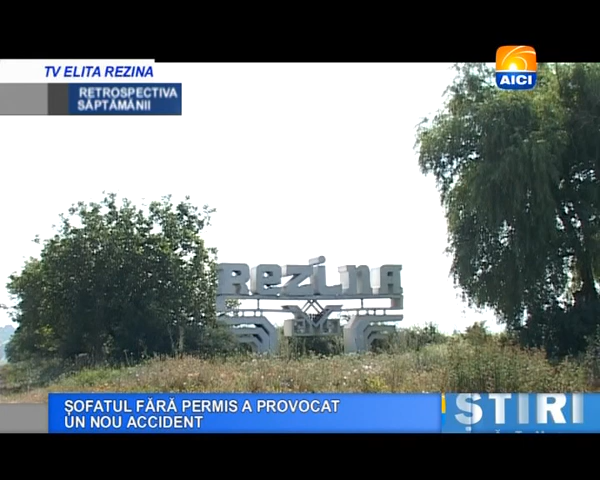 TV ELITA REZINA
RETROSPECTIVA
SĂPTĂMÂNII
AICI
REZINA
ȘOFATUL FĂRĂ PERMIS A PROVOCAT
UN NOU ACCIDENT
ȘTIRI